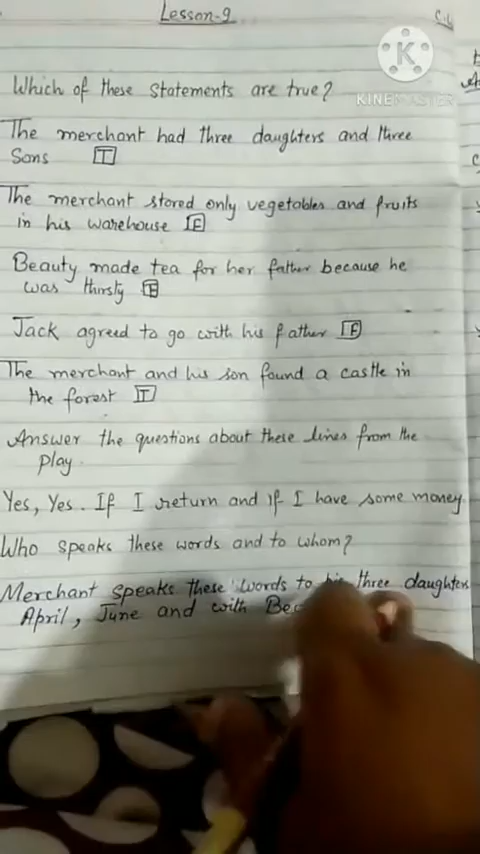 Lesson-9
Which of these statements are true?
The merchant had three daughters and three
Sons T
The merchant stored only vegetables and fruits
in his warehouse F
Beauty made tea for her father because he
was thirsty
Jack agreed to go with his father F
The merchant and his son found a castle in
the forest T
Answer the questions about these lines from the
play.
Yes, Yes. If I return and if I have some money
Who speaks these words and to whom?
Merchant speaks these words to his three daughters
April, June and with
K
KINEMASTER